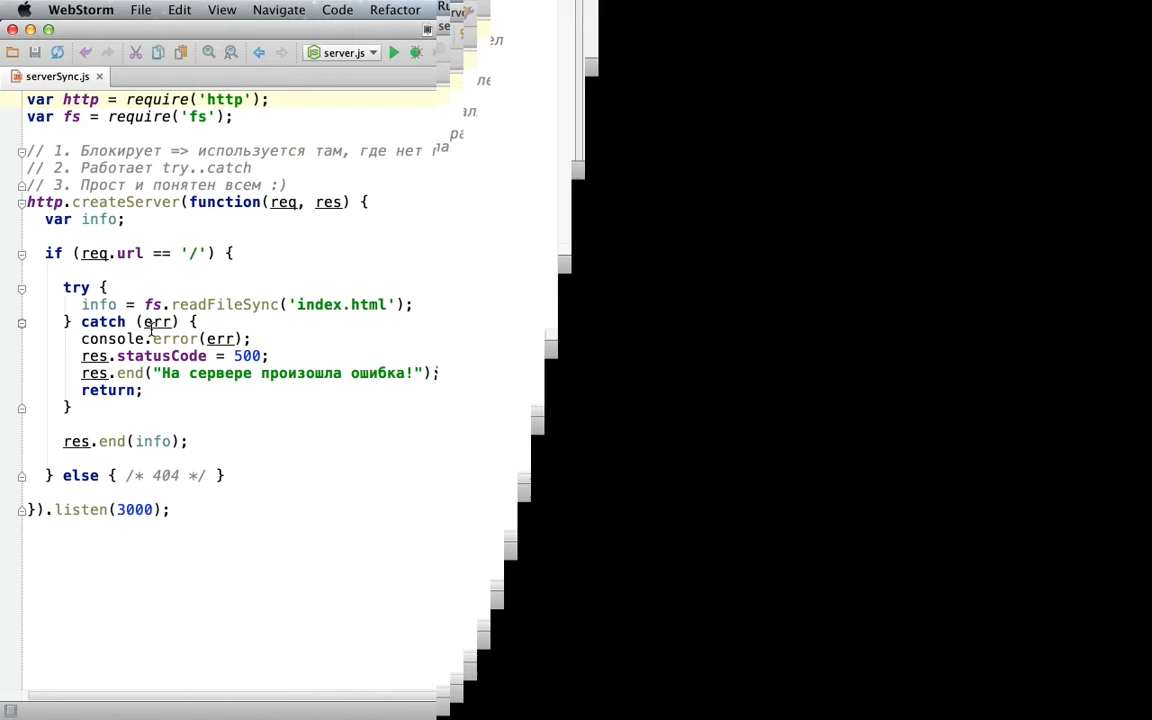 WebStorm File Edit View Navigate Code Refactor
server.js
serverSync.js
var http = require('http');
var fs = require('fs');
// 1. Блокирует => используется там, где нет
// 2. Работает try..catch
// 3. Прост и понятен всем :)
http.createServer(function(req, res) {
var info;
if (req.url == '/') {
try {
info = fs.readFileSync('index.html');
} catch (err) {
console.error(err);
res.statusCode = 500;
res.end("На сервере произошла ошибка!");
return;
}
res.end(info);
} else { /* 404 */ }
}).listen(3000);